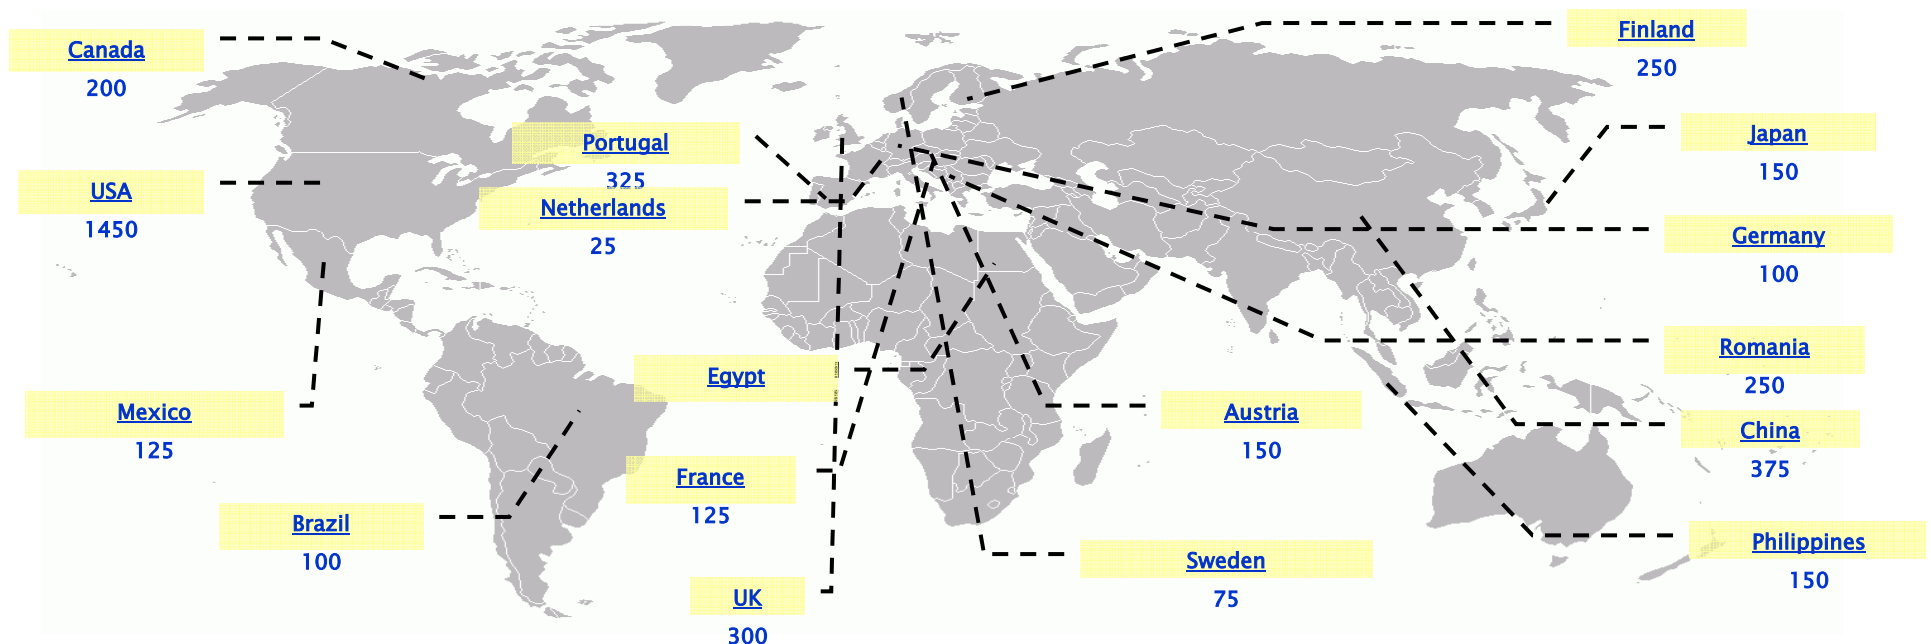 Canada
200
USA
1450
Mexico
125
Brazil
100
Portugal
325
Netherlands
25
Egypt
France
125
UK
300
Sweden
75
Austria
150
Finland
250
Japan
150
Germany
100
Romania
250
China
375
Philippines
150